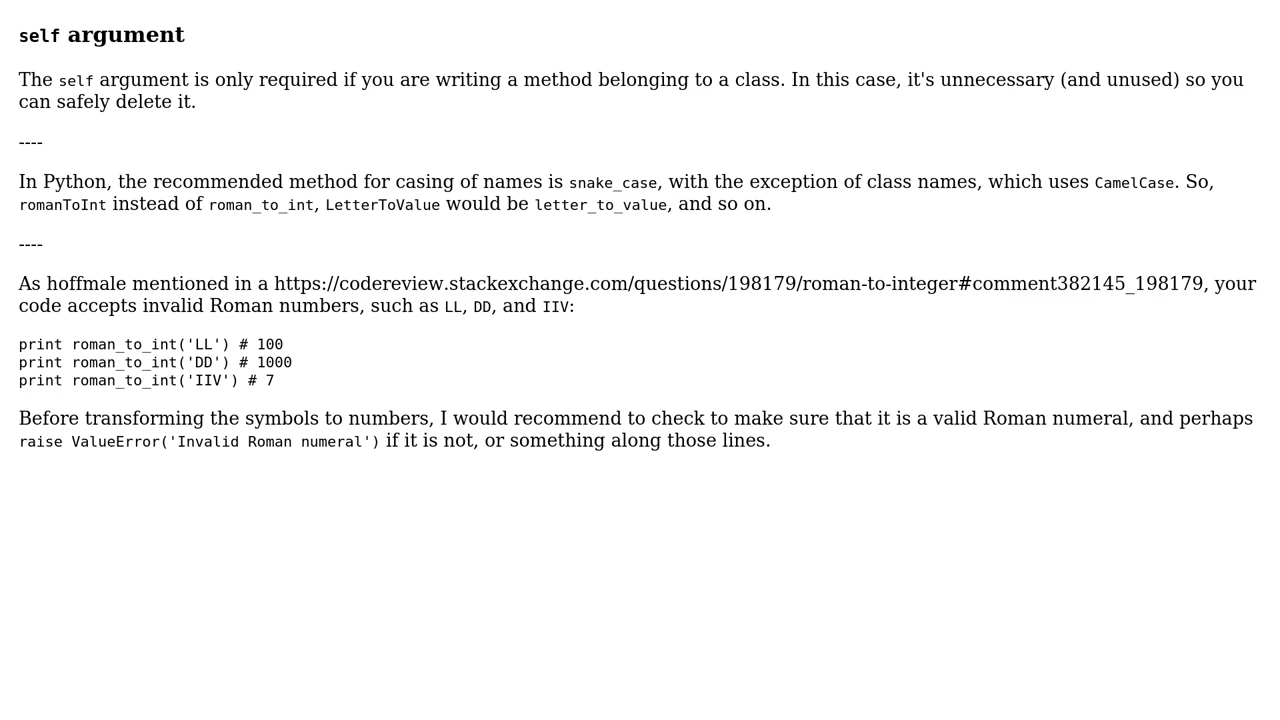 self argument
The self argument is only required if you are writing a method belonging to a class. In this case, it's unnecessary (and unused) so you
can safely delete it.
----
In Python, the recommended method for casing of names is snake_case, with the exception of class names, which uses CamelCase. So,
romanToInt instead of roman_to_int, LetterToValue would be letter_to_value, and so on.
----
As hoffmale mentioned in a https://codereview.stackexchange.com/questions/198179/roman-to-integer#comment382145_198179, your
code accepts invalid Roman numbers, such as LL, DD, and IIV:
print roman_to_int('LL') # 100
print roman_to_int('DD') # 1000
print roman_to_int('IIV') # 7
Before transforming the symbols to numbers, I would recommend to check to make sure that it is a valid Roman numeral, and perhaps
raise ValueError('Invalid Roman numeral') if it is not, or something along those lines.